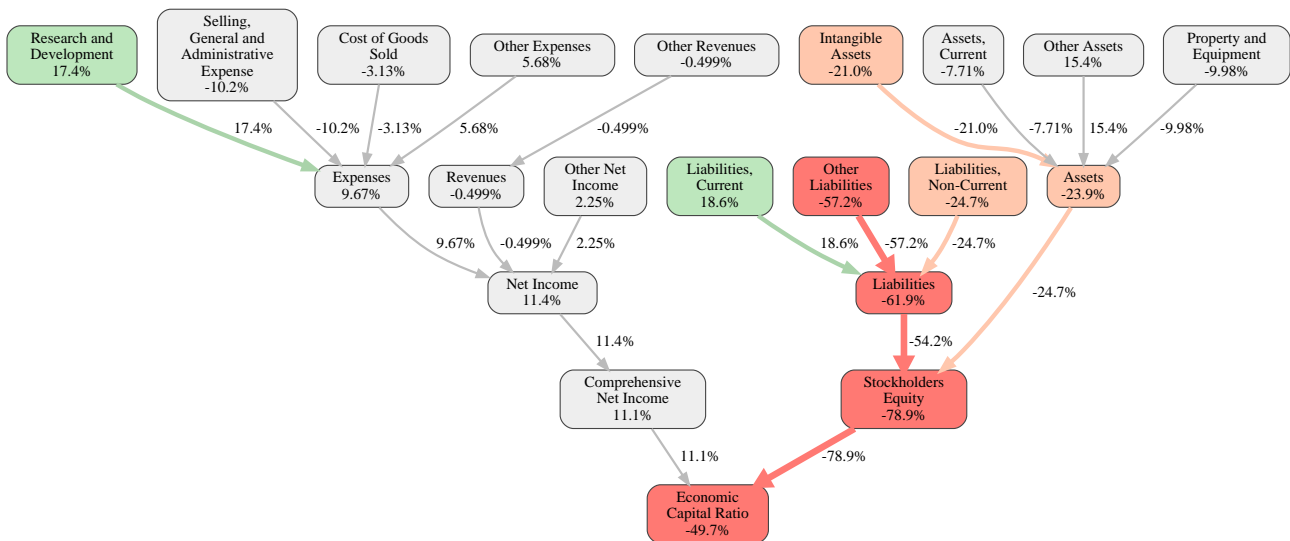 Research and
Development
17.4%
Selling,
General and
Administrative
Expense
-10.2%
Cost of Goods
Sold
-3.13%
Other Expenses
5.68%
Other Revenues
-0.499%
Intangible
Assets
-21.0%
Assets,
Current
-7.71%
Other Assets
15.4%
Property and
Equipment
-9.98%
17.4%
-10.2%
-3.13%
5.68%
-0.499%
-21.0%
-7.71%
15.4%
-9.98%
Expenses
9.67%
Revenues
-0.499%
Other Net
Income
2.25%
Liabilities,
Current
18.6%
Other
Liabilities
-57.2%
Liabilities,
Non-Current
-24.7%
Assets
-23.9%
9.67%
-0.499%
2.25%
18.6%
-57.2%
-24.7%
Net Income
11.4%
Liabilities
-61.9%
-24.7%
11.4%
-54.2%
Comprehensive
Net Income
11.1%
Stockholders
Equity
-78.9%
11.1%
-78.9%
Economic
Capital Ratio
-49.7%